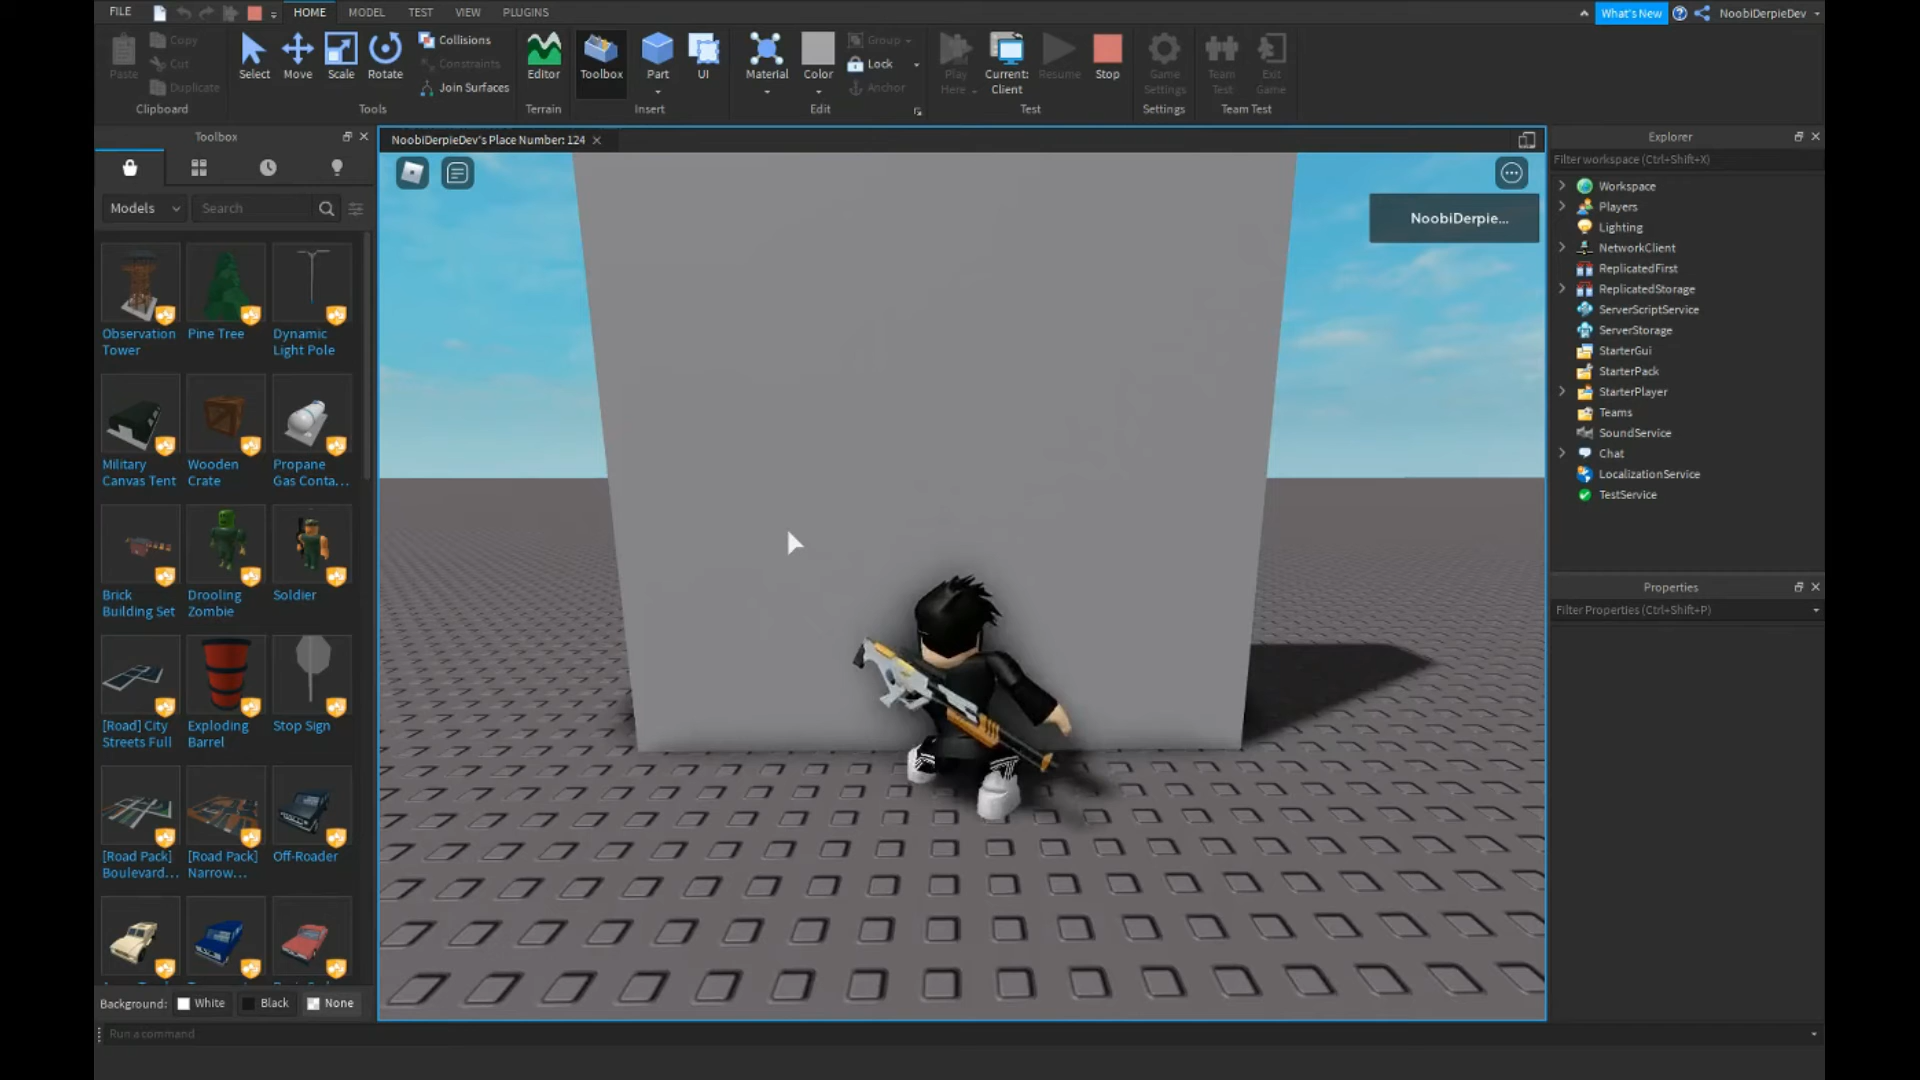 FILE HOME MODEL TEST VIEW PLUGINS What's New NoobiDerpieDev
Paste Copy Cut Duplicate
Clipboard
Select Move Scale Rotate
Collisions
Constraints
Join Surfaces
Tools
Editor
Terrain
Toolbox Part UI
Insert
Material Color
Group
Lock
Anchor
Edit
Play Here
Current: Client
Resume
Stop
Test
Game Settings
Settings
Team Test
Exit Game
Team Test
Toolbox
Models Search
Observation Tower
Pine Tree
Dynamic Light Pole
Military Canvas Tent
Wooden Crate
Propane Gas Conta...
Brick Building Set
Drooling Zombie
Soldier
[Road] City Streets Full
Exploding Barrel
Stop Sign
[Road Pack] Boulevard...
[Road Pack] Narrow...
Off-Roader
Background: White Black None
Run a command
NoobiDerpieDev's Place Number: 124
NoobiDerpie...
Explorer
Filter workspace (Ctrl+Shift+X)
Workspace
Players
Lighting
NetworkClient
ReplicatedFirst
ReplicatedStorage
ServerScriptService
ServerStorage
StarterGui
StarterPack
StarterPlayer
Teams
SoundService
Chat
LocalizationService
TestService
Properties
Filter Properties (Ctrl+Shift+P)